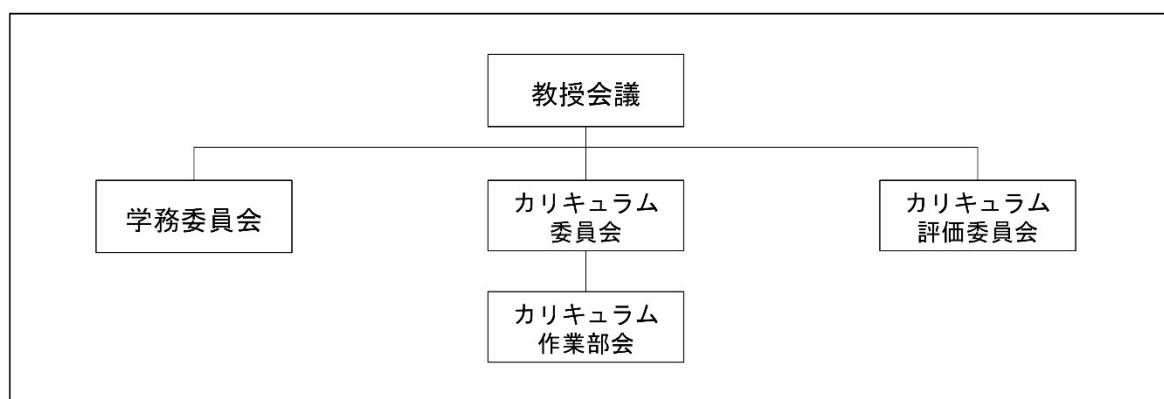 教授会議
学務委員会
カリキュラム
委員会
カリキュラム
評価委員会
カリキュラム
作業部会